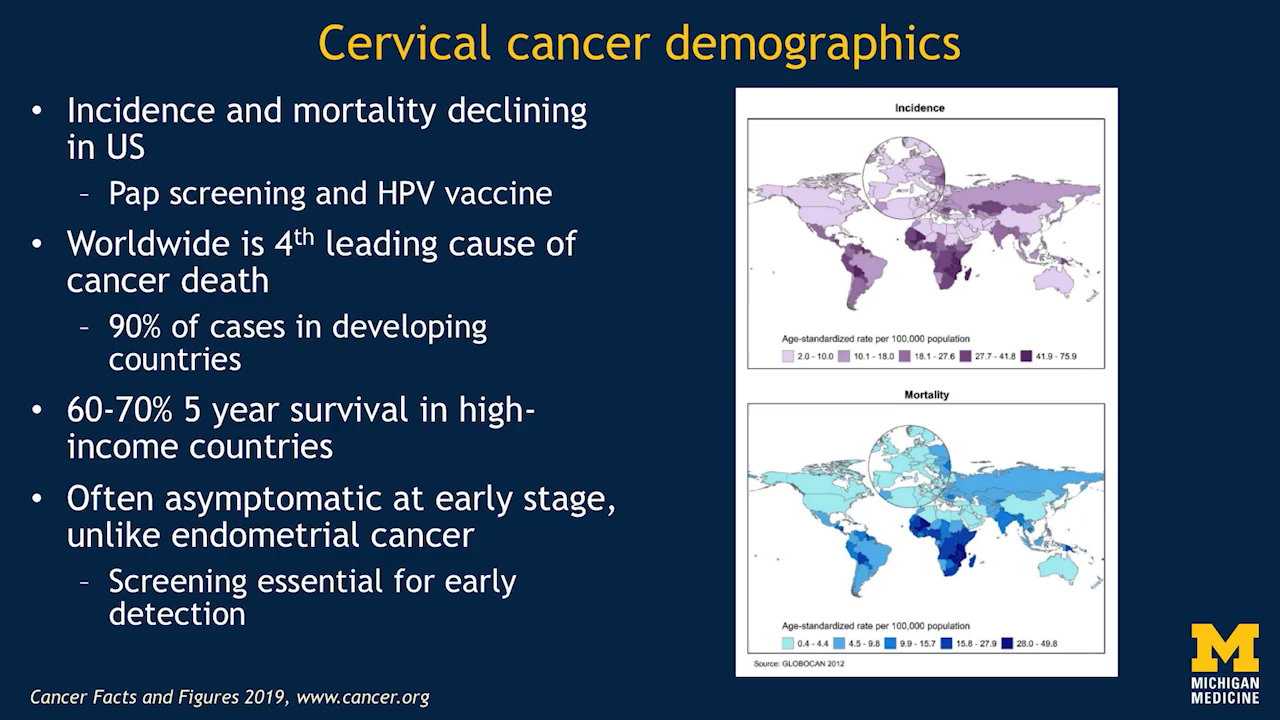 Cervical cancer demographics
• Incidence and mortality declining
in US
– Pap screening and HPV vaccine
• Worldwide is 4th leading cause of
cancer death
– 90% of cases in developing
countries
• 60-70% 5 year survival in high-
income countries
• Often asymptomatic at early stage,
unlike endometrial cancer
– Screening essential for early
detection
Incidence
Age-standardized rate per 100,000 population
2.0 - 10.0 10.1 - 18.0 18.1 - 27.6 27.7 - 41.8 41.9 - 75.9
Mortality
Age-standardized rate per 100,000 population
0.4 - 4.4 4.5 - 9.8 9.9 - 15.7 15.8 - 27.9 28.0 - 49.8
Source: GLOBOCAN 2012
Cancer Facts and Figures 2019, www.cancer.org
M
MICHIGAN
MEDICINE